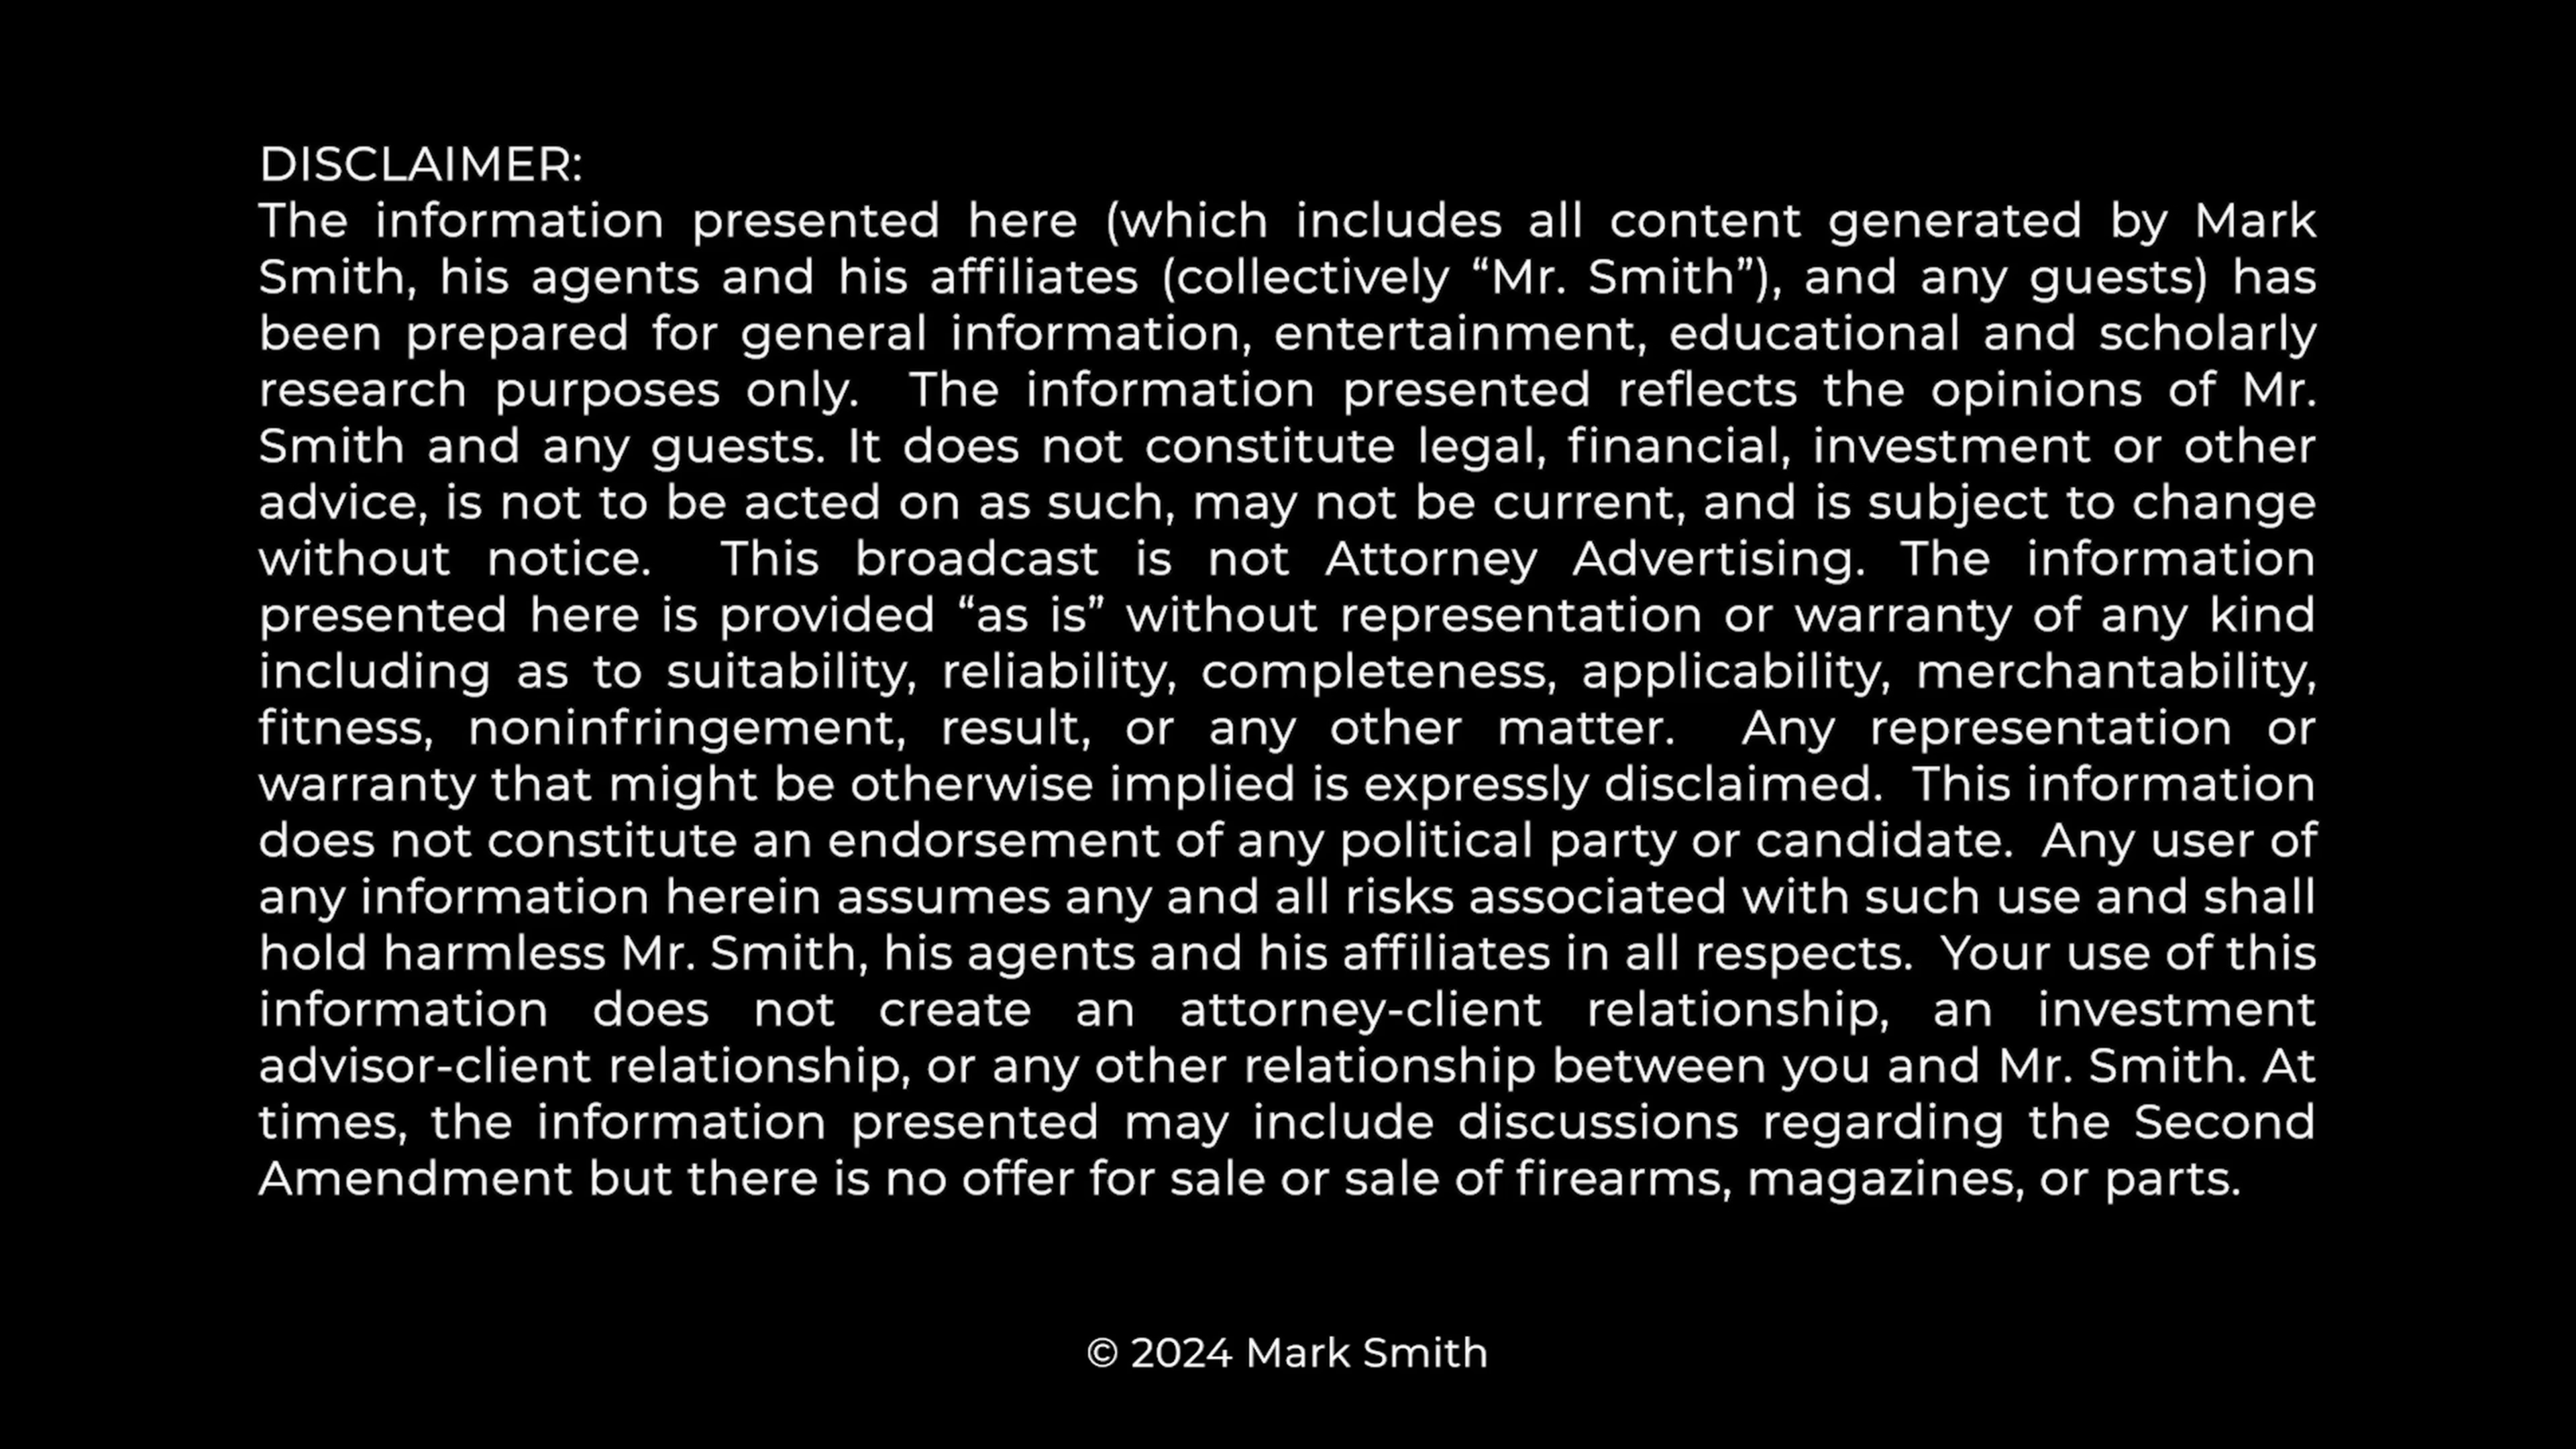 DISCLAIMER:
The information presented here (which includes all content generated by Mark
Smith, his agents and his affiliates (collectively “Mr. Smith”), and any guests) has
been prepared for general information, entertainment, educational and scholarly
research purposes only.  The information presented reflects the opinions of Mr.
Smith and any guests. It does not constitute legal, financial, investment or other
advice, is not to be acted on as such, may not be current, and is subject to change
without notice.  This broadcast is not Attorney Advertising. The information
presented here is provided “as is” without representation or warranty of any kind
including as to suitability, reliability, completeness, applicability, merchantability,
fitness, noninfringement, result, or any other matter.  Any representation or
warranty that might be otherwise implied is expressly disclaimed.  This information
does not constitute an endorsement of any political party or candidate.  Any user of
any information herein assumes any and all risks associated with such use and shall
hold harmless Mr. Smith, his agents and his affiliates in all respects.  Your use of this
information does not create an attorney-client relationship, an investment
advisor-client relationship, or any other relationship between you and Mr. Smith. At
times, the information presented may include discussions regarding the Second
Amendment but there is no offer for sale or sale of firearms, magazines, or parts.
© 2024 Mark Smith